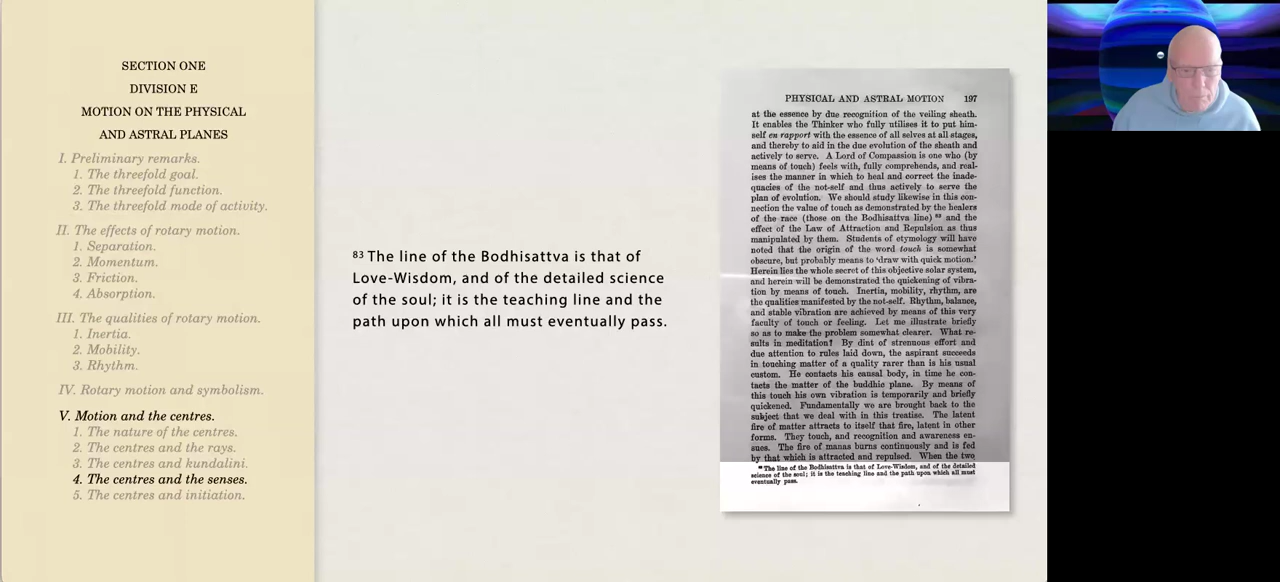 SECTION ONE
DIVISION E
MOTION ON THE PHYSICAL
AND ASTRAL PLANES
I. Preliminary remarks.
1. The threefold goal.
2. The threefold function.
3. The threefold mode of activity.
II. The effects of rotary motion.
1. Separation.
2. Momentum.
3. Friction.
4. Absorption.
III. The qualities of rotary motion.
1. Inertia.
2. Mobility.
3. Rhythm.
IV. Rotary motion and symbolism.
V. Motion and the centres.
1. The nature of the centres.
2. The centres and the rays.
3. The centres and kundalini.
4. The centres and the senses.
5. The centres and initiation.
83 The line of the Bodhisattva is that of
Love-Wisdom, and of the detailed science
of the soul; it is the teaching line and the
path upon which all must eventually pass.
PHYSICAL AND ASTRAL MOTION 197
at the essence by due recognition of the veiling sheath.
It enables the Thinker who fully utilises it to put him-
self en rapport with the essence of all selves at all stages,
and thereby to aid in the due evolution of the sheath and
actively to serve. A Lord of Compassion is one who (by
means of touch) feels with, fully comprehends, and real-
ises the manner in which to heal and correct the inade-
quacies of the not-self and thus actively to serve the
plan of evolution. We should study likewise in this con-
nection the value of touch as demonstrated by the healers
of the race (those on the Bodhisattva line) 83 and the
effect of the Law of Attraction and Repulsion as thus
manipulated by them. Students of etymology will have
noted that the origin of the word touch is somewhat
obscure, but probably means to 'draw with quick motion.'
Herein lies the whole secret of this objective solar system,
and herein will be demonstrated the quickening of vibra-
tion by means of touch. Inertia, mobility, rhythm, are
the qualities manifested by the not-self. Rhythm, balance,
and stable vibration are achieved by means of this very
faculty of touch or feeling. Let me illustrate briefly
so as to make the problem somewhat clearer. What re-
sults in meditation? By dint of strenuous effort and
due attention to rules laid down, the aspirant succeeds
in touching matter of a quality rarer than is his usual
custom. He contacts his causal body, in time he con-
tacts the matter of the buddhic plane. By means of
this touch his own vibration is temporarily and briefly
quickened. Fundamentally we are brought back to the
subject that we deal with in this treatise. The latent
fire of matter attracts to itself that fire, latent in other
forms. They touch, and recognition and awareness en-
sues. The fire of manas burns continuously and is fed
by that which is attracted and repulsed. When the two
83 The line of the Bodhisattva is that of Love-Wisdom, and of the detailed
science of the soul; it is the teaching line and the path upon which all must
eventually pass.